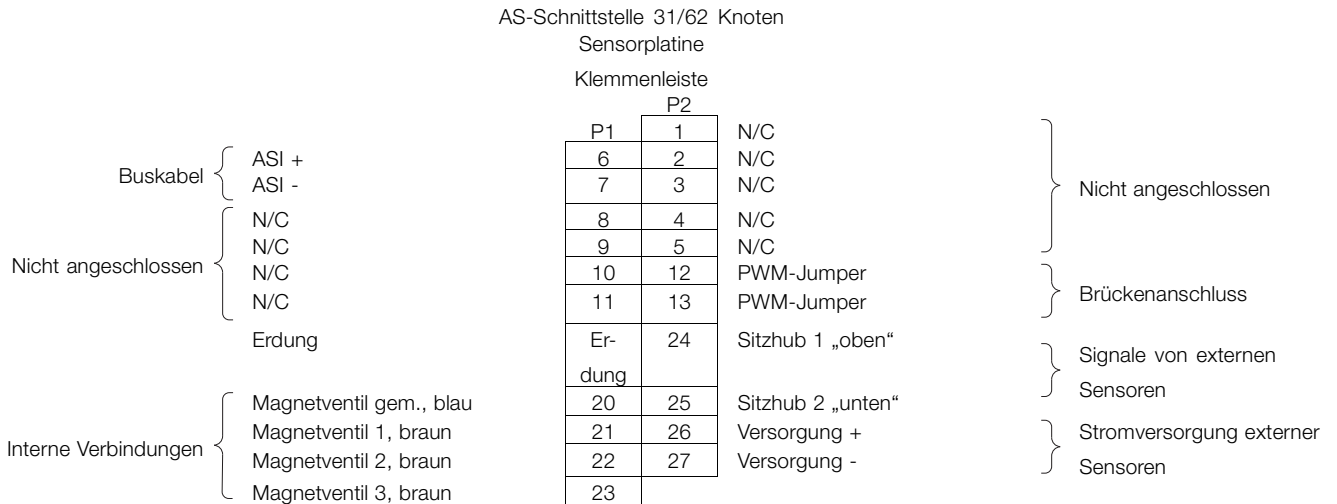 AS-Schnittstelle 31/62 Knoten
Sensorplatine
Klemmenleiste
P2
P1 1 N/C
Buskabel ASI + 6 2 N/C
ASI - 7 3 N/C Nicht angeschlossen
N/C 8 4 N/C
N/C 9 5 N/C
Nicht angeschlossen N/C 10 12 PWM-Jumper
N/C 11 13 PWM-Jumper Brückenanschluss
Erdung Er- 24 Sitzhub 1 „oben“ Signale von externen
dung Sensoren
Magnetventil gem., blau 20 25 Sitzhub 2 „unten“
Interne Verbindungen Magnetventil 1, braun 21 26 Versorgung + Stromversorgung externer
Magnetventil 2, braun 22 27 Versorgung - Sensoren
Magnetventil 3, braun 23